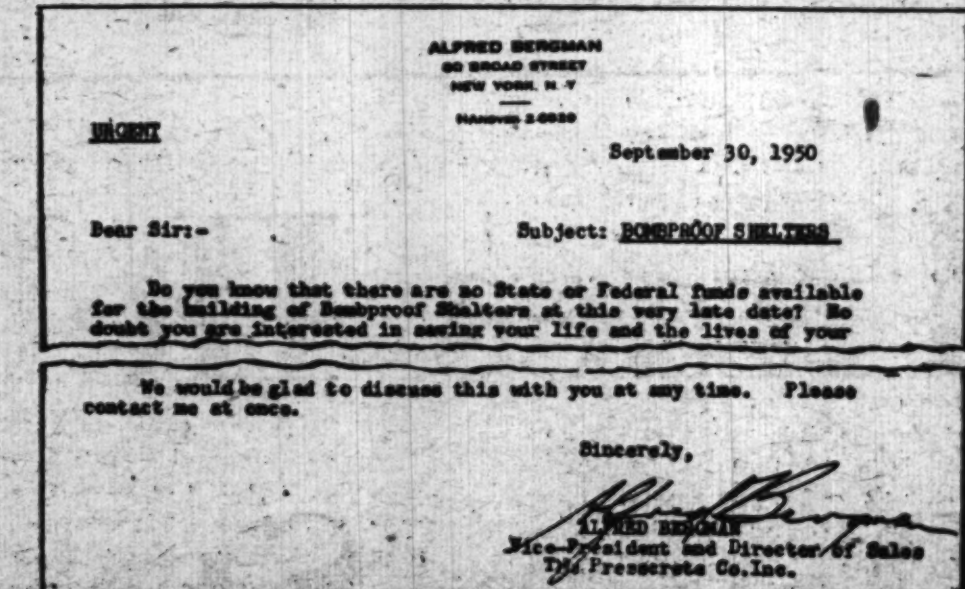 ALFRED BERGMAN
80 BROAD STREET
NEW YORK, N. Y
HANOVER
URGENT
September 30, 1950
Dear Sir:-
Subject: BOMBPROOF SHELTERS
Do you know that there are no State or Federal funds available
for the building of Bombproof Shelters at this very late date? No
doubt you are interested in saving your life and the lives of your
We would be glad to discuss this with you at any time. Please
contact me at once.
Sincerely,
Alfred Bergman
ALFRED BERGMAN
Vice-President and Director of Sales
The Presscrete Co.Inc.